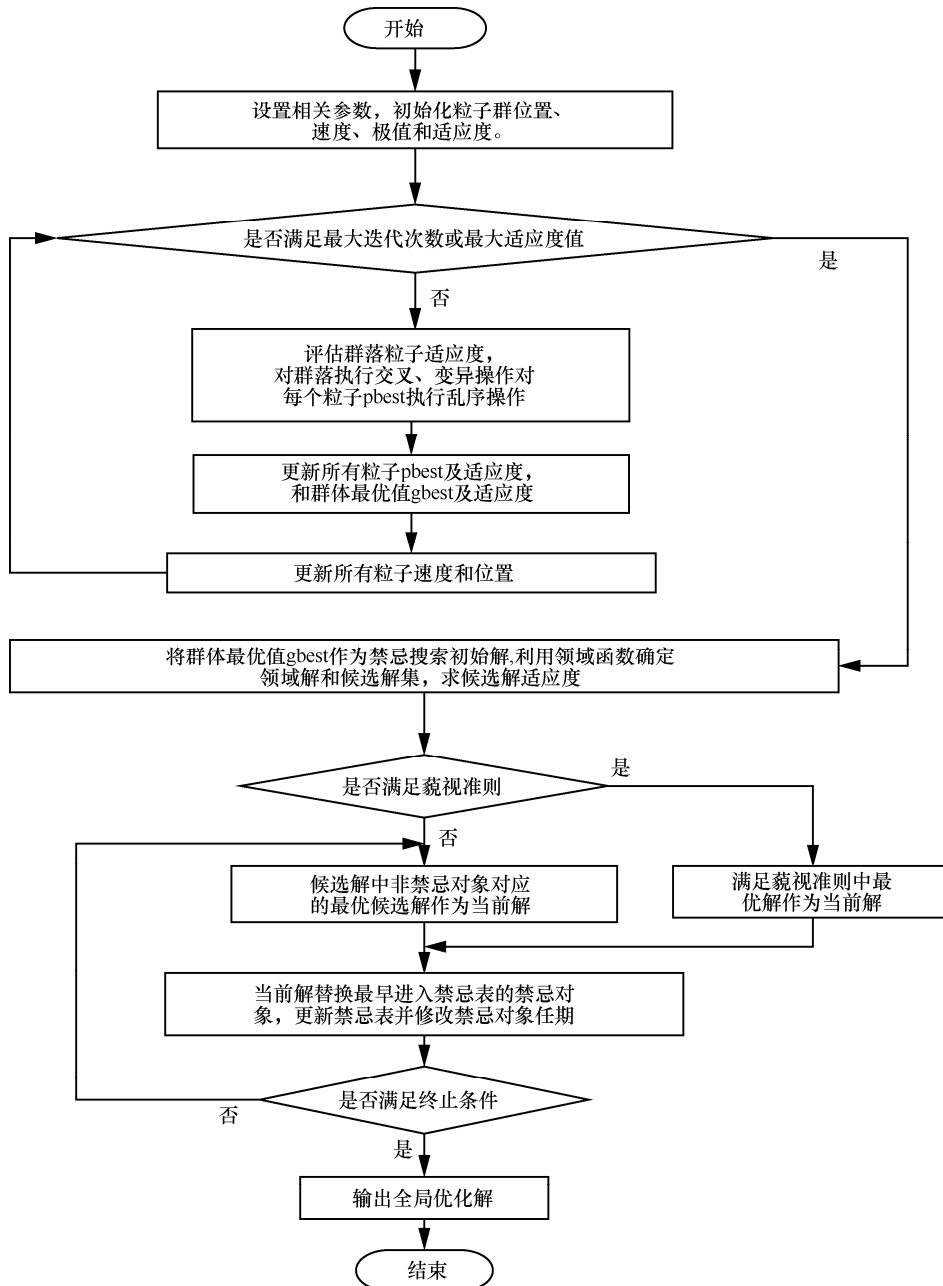 开始
设置相关参数，初始化粒子群位置、
速度、极值和适应度。
是否满足最大迭代次数或最大适应度值
是
否
评估群落粒子适应度，
对群落执行交叉、变异操作对
每个粒子pbest执行乱序操作
更新所有粒子pbest及适应度，
和群体最优值gbest及适应度
更新所有粒子速度和位置
将群体最优值gbest作为禁忌搜索初始解,利用领域函数确定
领域解和候选解集，求候选解适应度
是否满足藐视准则
是
否
候选解中非禁忌对象对应
的最优候选解作为当前解
满足藐视准则中最
优解作为当前解
当前解替换最早进入禁忌表的禁忌对
象，更新禁忌表并修改禁忌对象任期
是否满足终止条件
否
是
输出全局优化解
结束